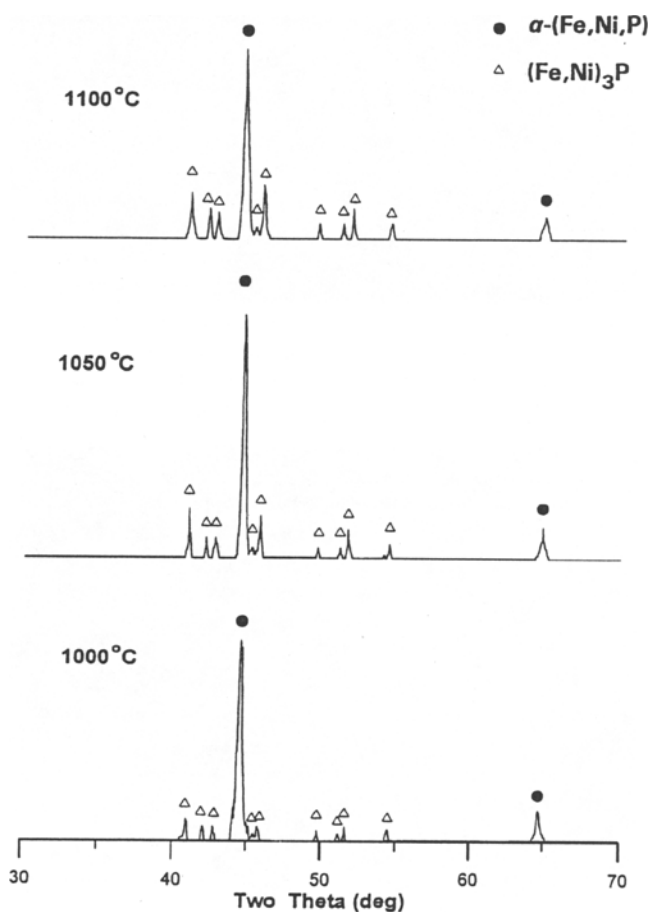 α-(Fe,Ni,P)
(Fe,Ni)₃P
1100°C
1050°C
1000°C
30 40 50 60 70
Two Theta (deg)